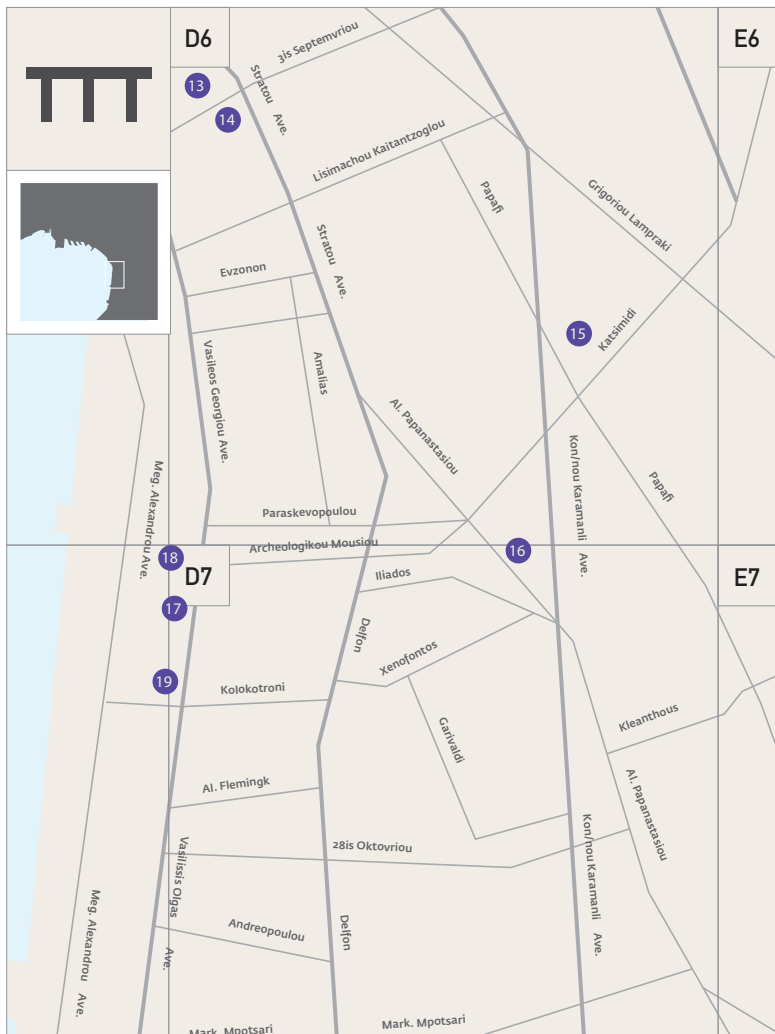 D6
E6
13
14
3is Septemvriou
Stratou Ave.
Lisimachou Kaitantzoglou
Papafi
Grigoriou Lampraki
Stratou Ave.
Evzonon
15
Katsimidi
Vasileos Georgiou Ave.
Amalias
Al. Papanastasiou
Kon/nou Karamanli Ave.
Papafi
Meg. Alexandrou Ave.
Paraskevopoulou
Archeologikou Mousiou
16
18
D7
E7
Iliados
17
Delfon
Xenofontos
19
Kolokotroni
Garivaldi
Kleanthous
Al. Flemingk
Al. Papanastasiou
Vasilissis Olgas Ave.
28is Oktovriou
Kon/nou Karamanli Ave.
Meg. Alexandrou Ave.
Andreopoulou
Delfon
Mark. Mpotsari
Mark. Mpotsari